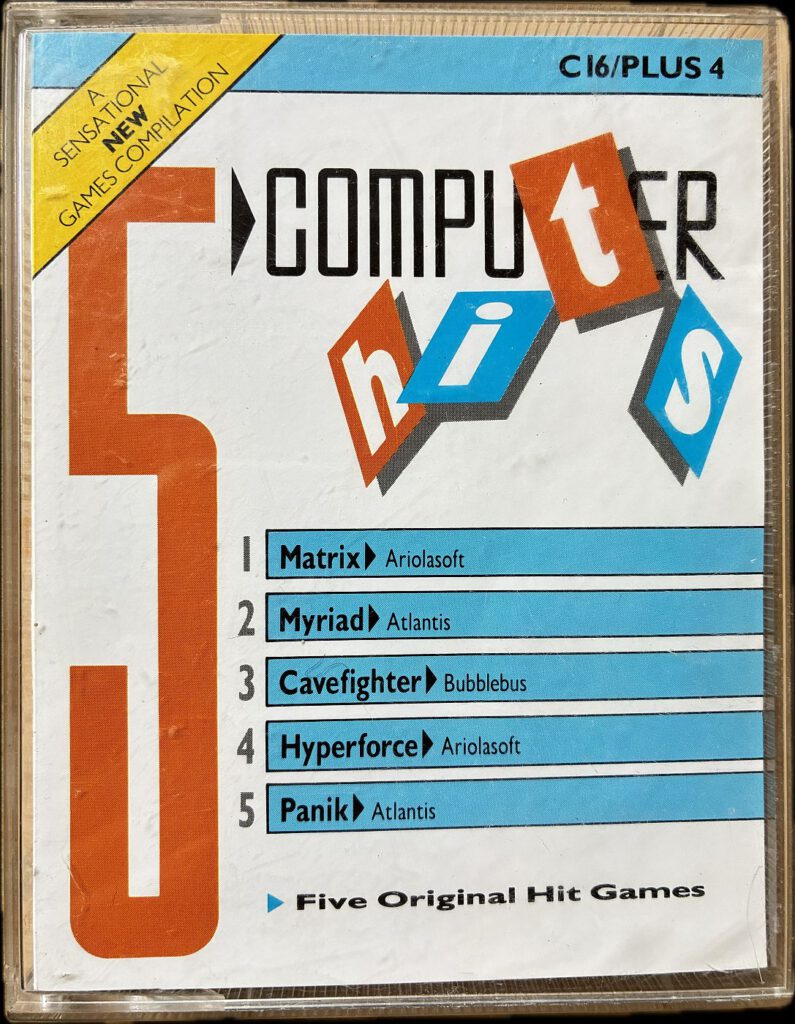 C16/PLUS 4
A
SENSATIONAL
NEW
GAMES COMPILATION
5
COMPUTER
hits
1 Matrix Ariolasoft
2 Myriad Atlantis
3 Cavefighter Bubblebus
4 Hyperforce Ariolasoft
5 Panik Atlantis
Five Original Hit Games